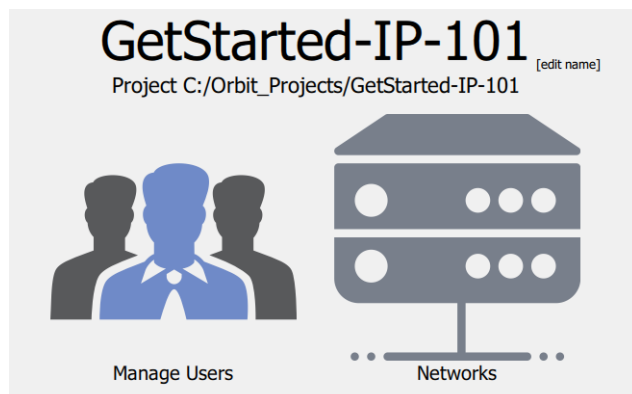 GetStarted-IP-101 [edit name]
Project C:/Orbit_Projects/GetStarted-IP-101
Manage Users
Networks